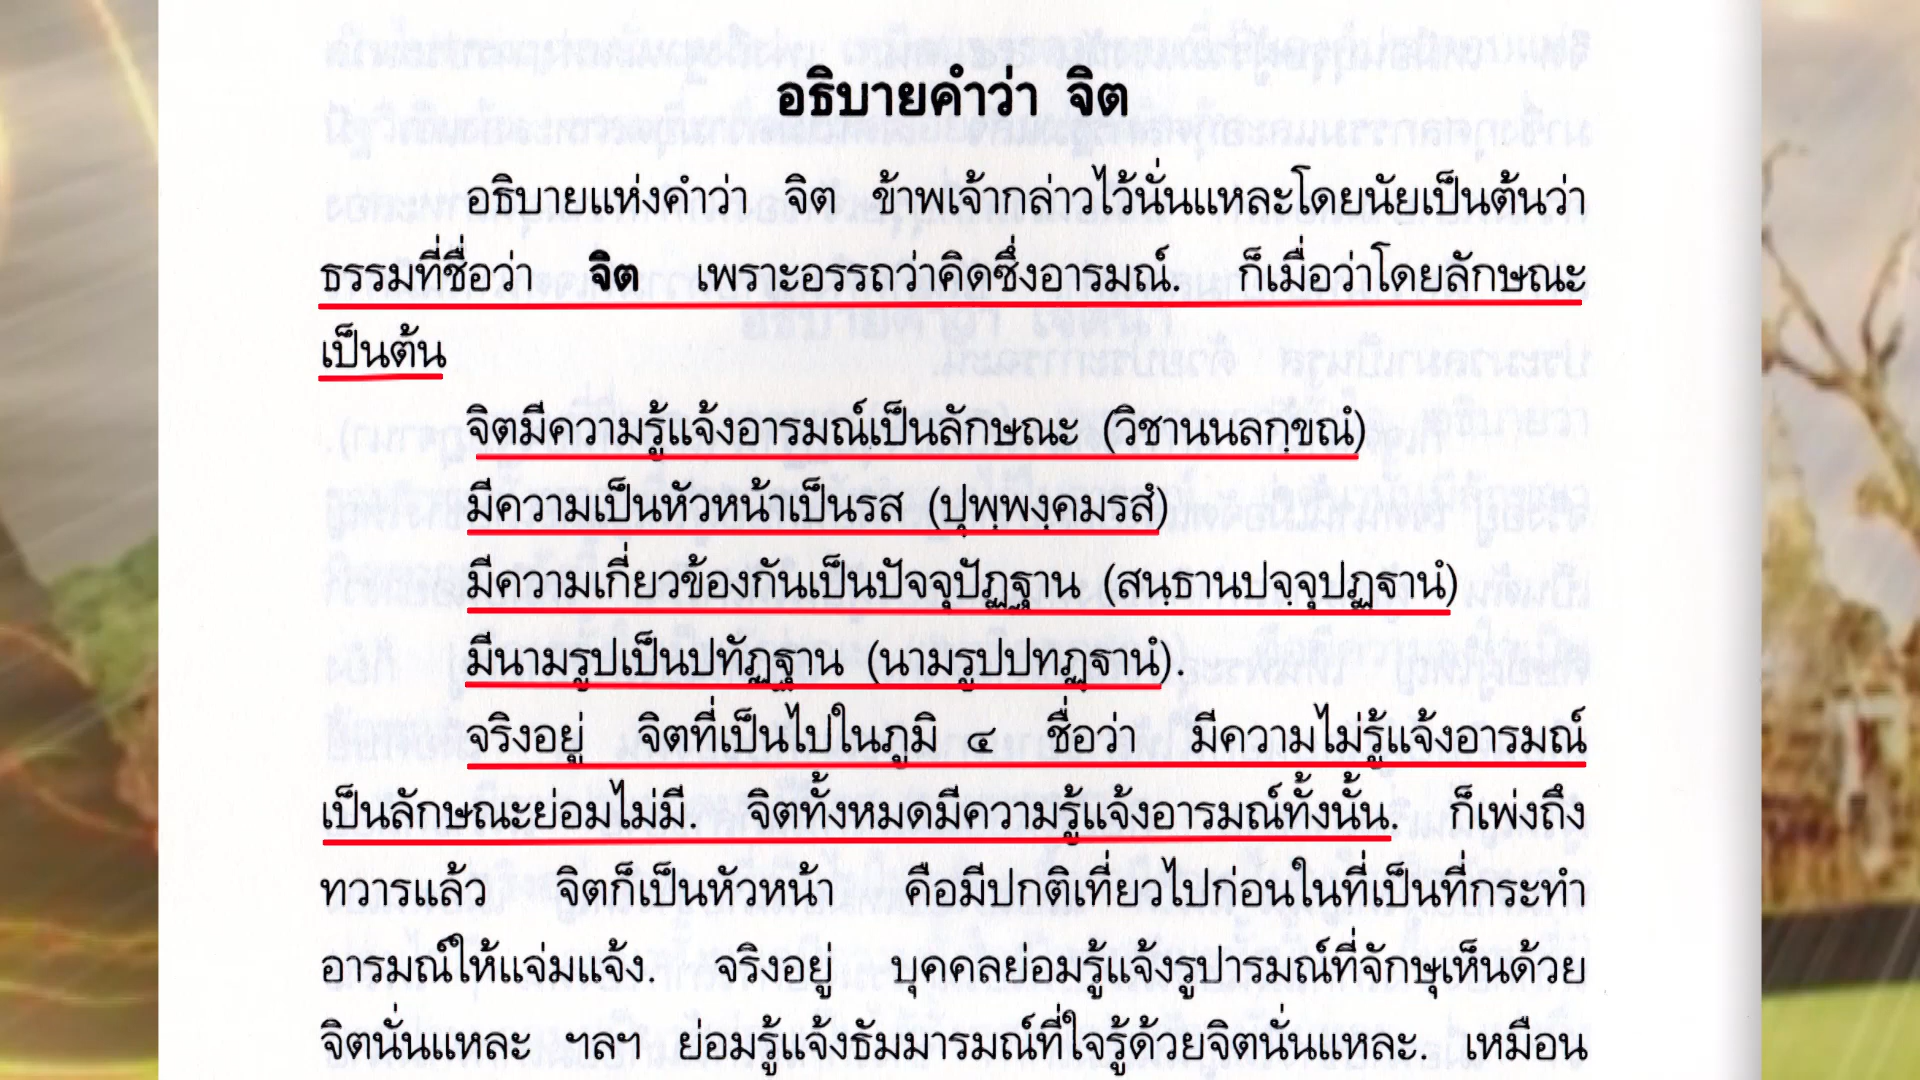 อธิบายคำว่า จิต
อธิบายแห่งคำว่า จิต ข้าพเจ้ากล่าวไว้นั่นแหละโดยนัยเป็นต้นว่า
ธรรมที่ชื่อว่า จิต เพราะอรรถว่าคิดซึ่งอารมณ์. ก็เมื่อว่าโดยลักษณะ
เป็นต้น
จิตมีความรู้แจ้งอารมณ์เป็นลักษณะ (วิชานนลกฺขณํ)
มีความเป็นหัวหน้าเป็นรส (ปุพฺพงฺคมรสํ)
มีความเกี่ยวข้องกันเป็นปัจจุปัฏฐาน (สนฺธานปจฺจุปฏฐานํ)
มีนามรูปเป็นปทัฏฐาน (นามรูปปทฏฐานํ).
จริงอยู่ จิตที่เป็นไปในภูมิ ๔ ชื่อว่า มีความไม่รู้แจ้งอารมณ์
เป็นลักษณะย่อมไม่มี. จิตทั้งหมดมีความรู้แจ้งอารมณ์ทั้งนั้น. ก็เพ่งถึง
ทวารแล้ว จิตก็เป็นหัวหน้า คือมีปกติเที่ยวไปก่อนในที่เป็นที่กระทำ
อารมณ์ให้แจ่มแจ้ง. จริงอยู่ บุคคลย่อมรู้แจ้งรูปารมณ์ที่จักษุเห็นด้วย
จิตนั่นแหละ ฯลฯ ย่อมรู้แจ้งธัมมารมณ์ที่ใจรู้ด้วยจิตนั่นแหละ. เหมือน